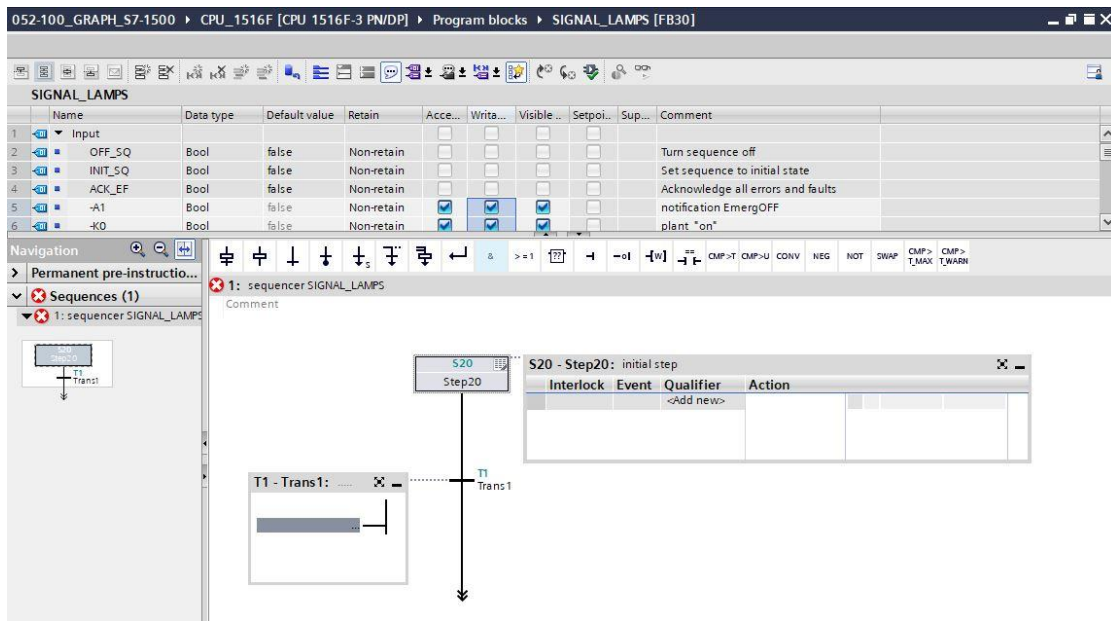 052-100_GRAPH_S7-1500 ▸ CPU_1516F [CPU 1516F-3 PN/DP] ▸ Program blocks ▸ SIGNAL_LAMPS [FB30]
SIGNAL_LAMPS
Name Data type Default value Retain Acce... Writa... Visible .. Setpoi.. Sup... Comment
1 Input
2 OFF_SQ Bool false Non-retain Turn sequence off
3 INIT_SQ Bool false Non-retain Set sequence to initial state
4 ACK_EF Bool false Non-retain Acknowledge all errors and faults
5 -A1 Bool false Non-retain notification EmergOFF
6 -K0 Bool false Non-retain plant "on"
Navigation
& >=1 ?? CMP>T CMP>U CONV NEG NOT SWAP CMP> T_MAX CMP> T_WARN
Permanent pre-instructio...
Sequences (1)
1: sequencer SIGNAL_LAMPS
1: sequencer SIGNAL_LAMPS
Comment
S20
Step20
T1
Trans1
S20
Step20
S20 - Step20: initial step
Interlock Event Qualifier Action
<Add new>
T1
Trans1
T1 - Trans1: .....
...